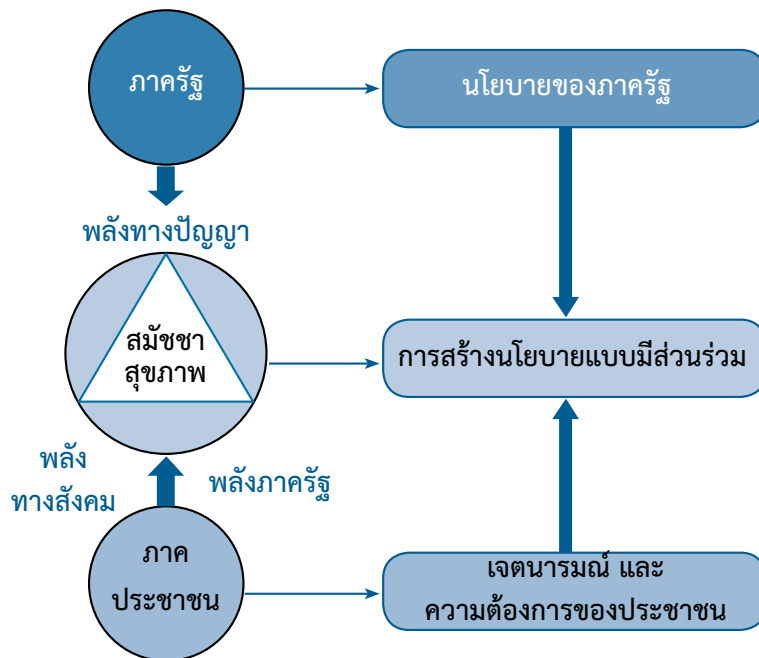 ภาครัฐ
นโยบายของภาครัฐ
พลังทางปัญญา
สมัชชา
สุขภาพ
การสร้างนโยบายแบบมีส่วนร่วม
พลัง
ทางสังคม
พลังภาครัฐ
ภาค
ประชาชน
เจตนารมณ์ และ
ความต้องการของประชาชน